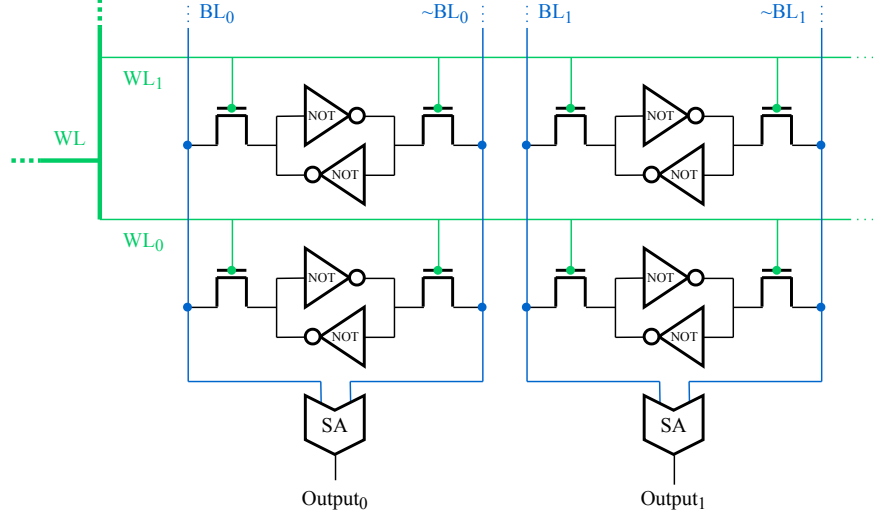 BL0 ~BL0 BL1 ~BL1
WL1
NOT NOT
WL
NOT NOT
WL0
NOT NOT
NOT NOT
SA SA
Output0 Output1